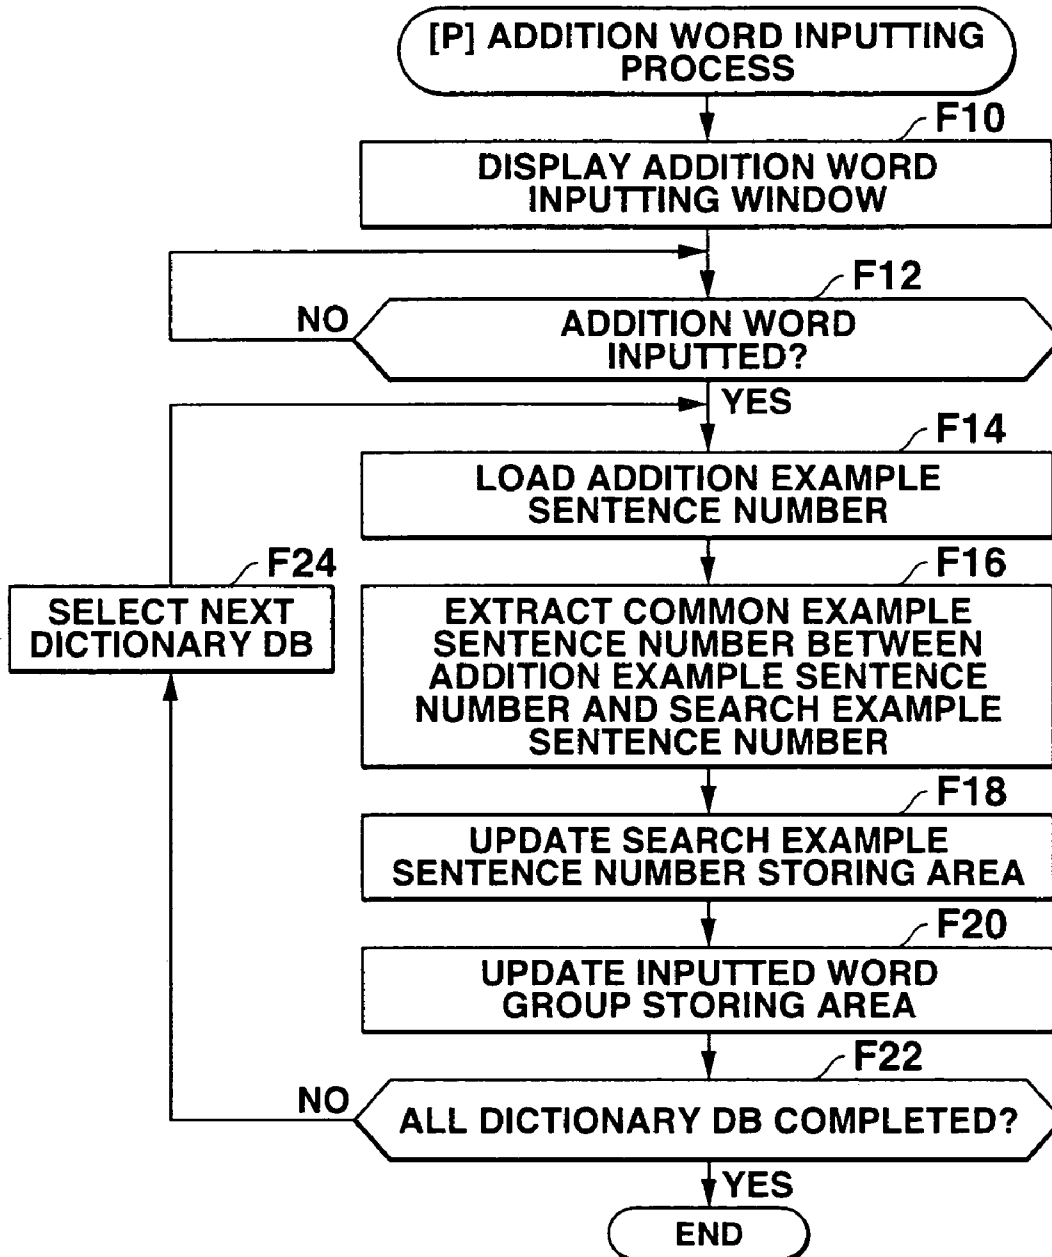 [P] ADDITION WORD INPUTTING
PROCESS
F10
DISPLAY ADDITION WORD
INPUTTING WINDOW
F12
NO
ADDITION WORD
INPUTTED?
YES
F14
LOAD ADDITION EXAMPLE
SENTENCE NUMBER
F24
SELECT NEXT
DICTIONARY DB
F16
EXTRACT COMMON EXAMPLE
SENTENCE NUMBER BETWEEN
ADDITION EXAMPLE SENTENCE
NUMBER AND SEARCH EXAMPLE
SENTENCE NUMBER
F18
UPDATE SEARCH EXAMPLE
SENTENCE NUMBER STORING AREA
F20
UPDATE INPUTTED WORD
GROUP STORING AREA
F22
NO
ALL DICTIONARY DB COMPLETED?
YES
END